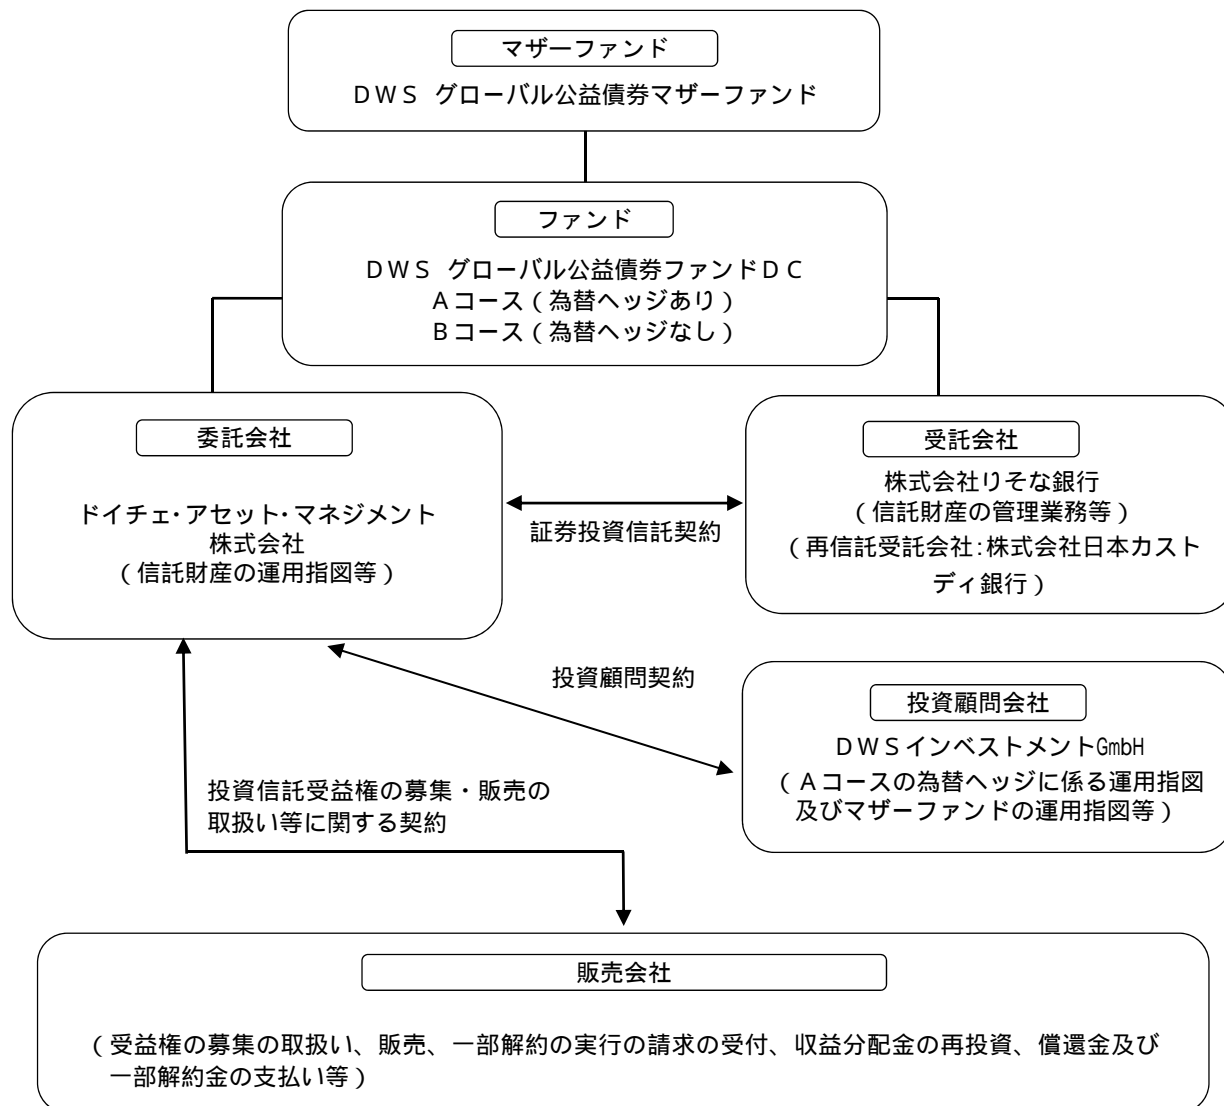 マザーファンド
DWS グローバル公益債券マザーファンド
ファンド
DWS グローバル公益債券ファンドDC
Aコース(為替ヘッジあり)
Bコース(為替ヘッジなし)
委託会社
ドイチェ・アセット・マネジメント
株式会社
(信託財産の運用指図等)
証券投資信託契約
受託会社
株式会社りそな銀行
(信託財産の管理業務等)
(再信託受託会社:株式会社日本カスト
ディ銀行)
投資顧問契約
投資顧問会社
DWSインベストメントGmbH
(Aコースの為替ヘッジに係る運用指図
及びマザーファンドの運用指図等)
投資信託受益権の募集・販売の
取扱い等に関する契約
販売会社
(受益権の募集の取扱い、販売、一部解約の実行の請求の受付、収益分配金の再投資、償還金及び
一部解約金の支払い等)